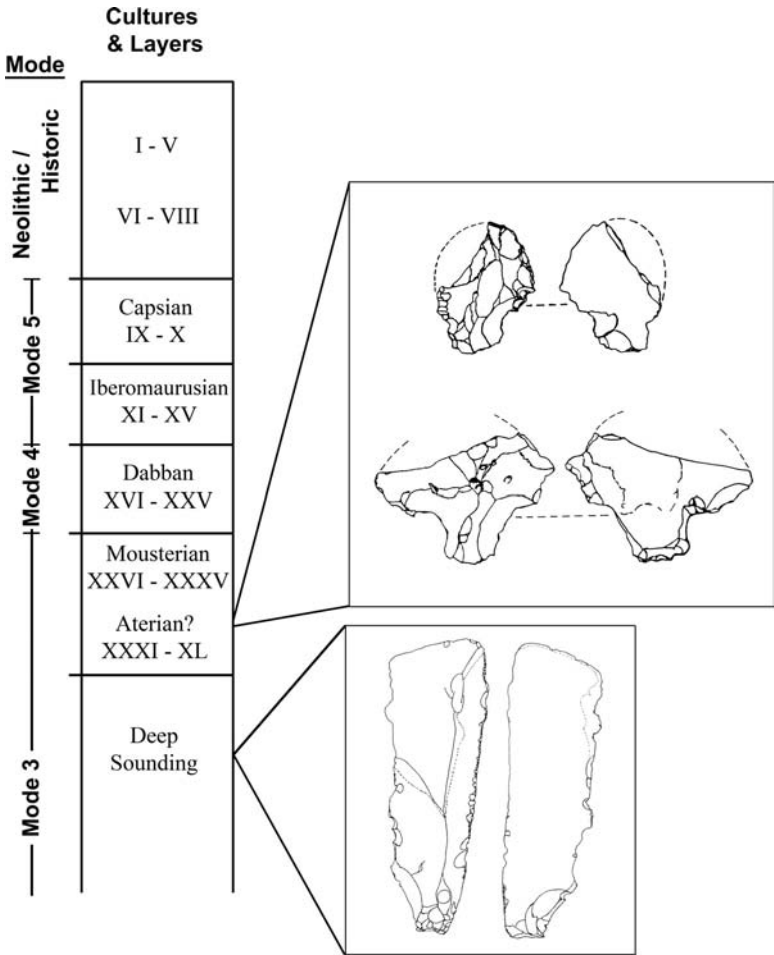 Cultures
& Layers
Mode
Neolithic /
Historic
I - V
VI - VIII
Mode 5
Capsian
IX - X
Iberomaurusian
XI - XV
Mode 4
Dabban
XVI - XXV
Mode 3
Mousterian
XXVI - XXXV
Aterian?
XXXI - XL
Deep
Sounding